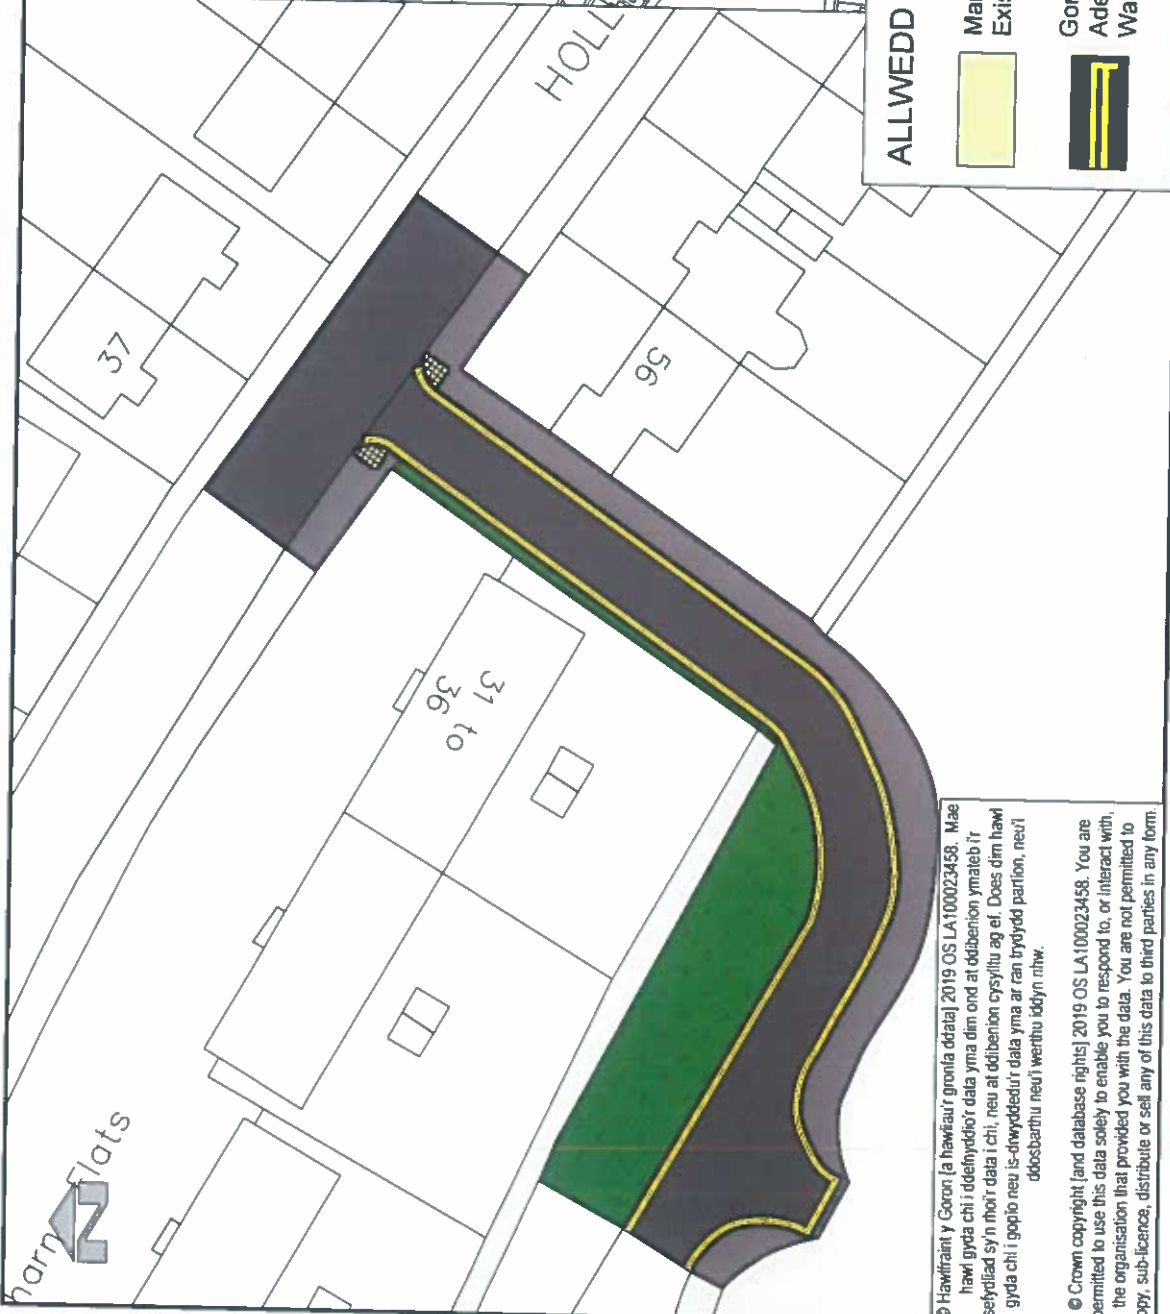 HOLL
37
56
31 to
36
harn Flats
N
ALLWEDD
Mar
Exis
Gor
Ade
Wa
© Hawlfraint y Goron [a hawliau'r gronfa ddata] 2019 OS LA100023458. Mae
hawl gyda chi i ddefnyddio'r data yma dim ond at ddibenion ymateb i'r
sefydliad sy'n rhoi'r data i chi, neu at ddibenion cysylltu ag ef. Does dim hawl
gyda chi i gopïo neu is-drwyddedu'r data yma ar ran trydydd partïon, neu'i
ddosbarthu neu'i werthu iddyn nhw.
© Crown copyright [and database rights] 2019 OS LA100023458. You are
ermitted to use this data solely to enable you to respond to, or interact with,
the organisation that provided you with the data. You are not permitted to
opy, sub-licence, distribute or sell any of this data to third parties in any form.